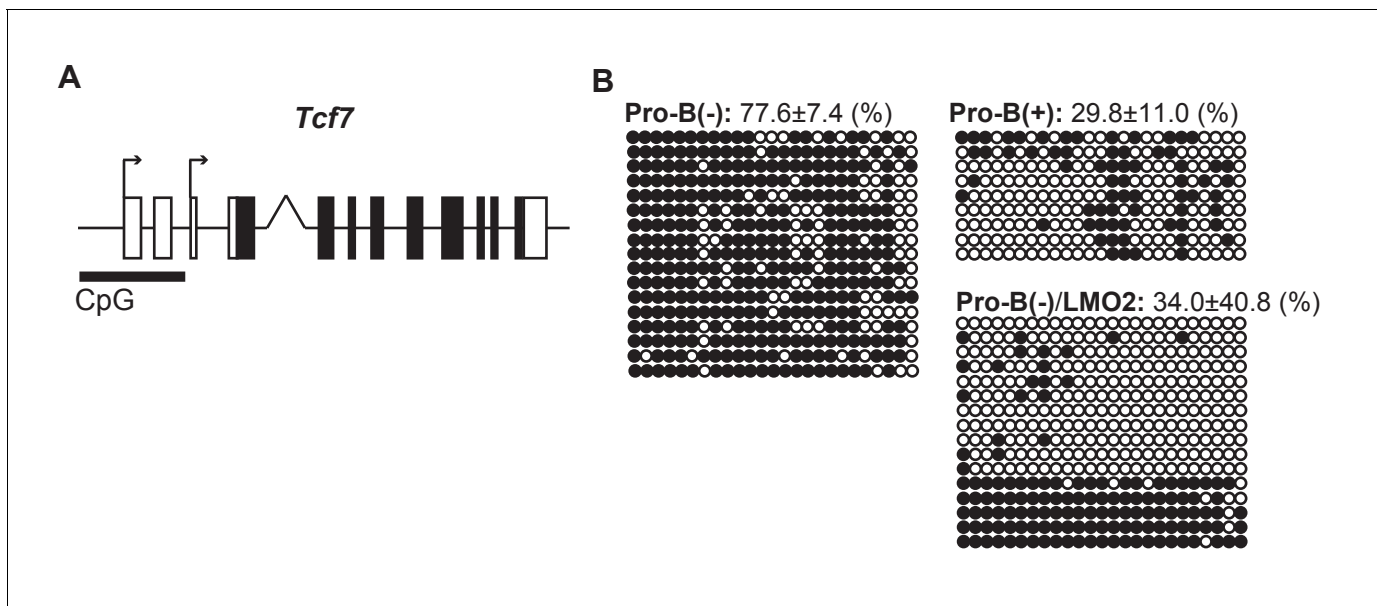 A
Tcf7
CpG
B
Pro-B(-): 77.6±7.4 (%)
Pro-B(+): 29.8±11.0 (%)
Pro-B(-)/LMO2: 34.0±40.8 (%)